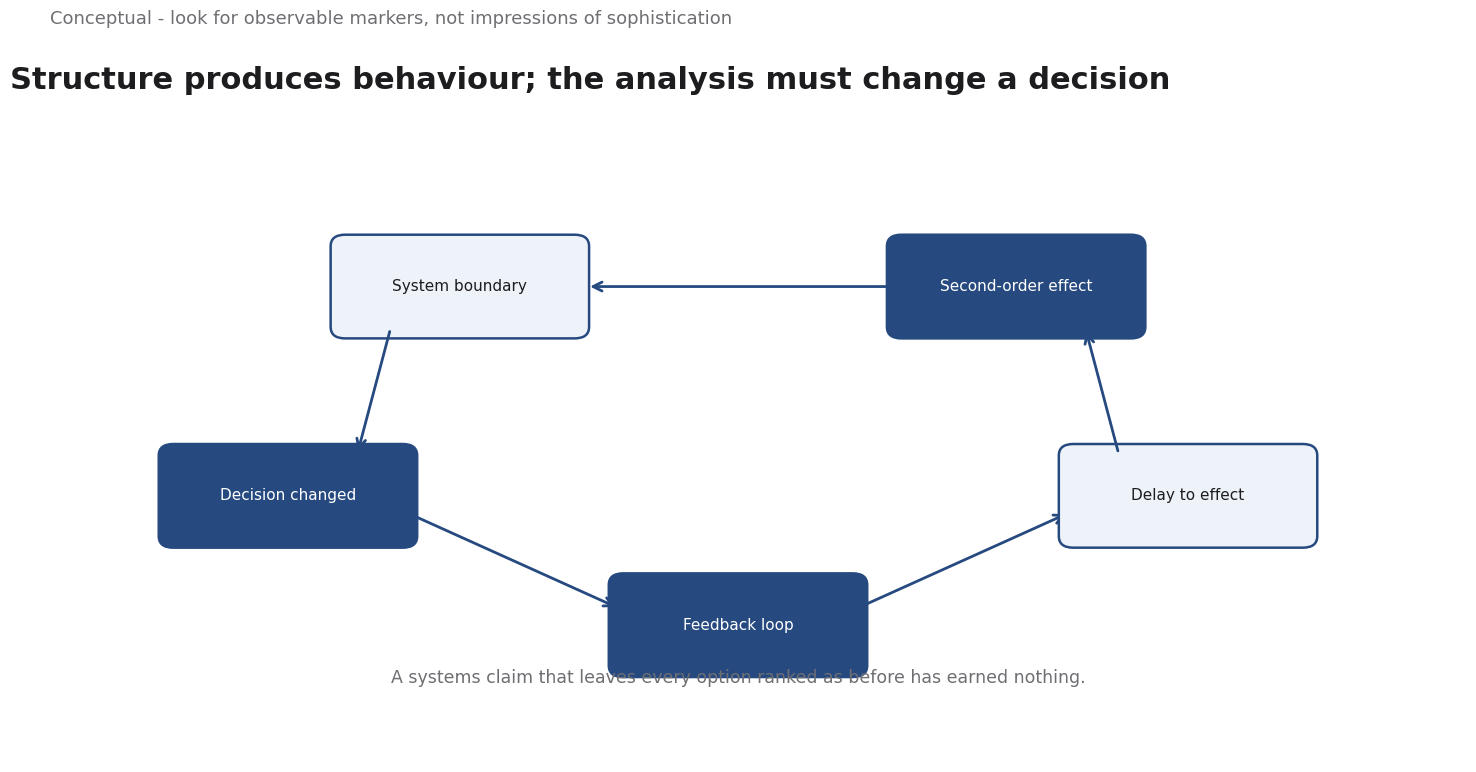 Conceptual - look for observable markers, not impressions of sophistication
Structure produces behaviour; the analysis must change a decision
System boundary
Second-order effect
Decision changed
Delay to effect
Feedback loop
A systems claim that leaves every option ranked as before has earned nothing.